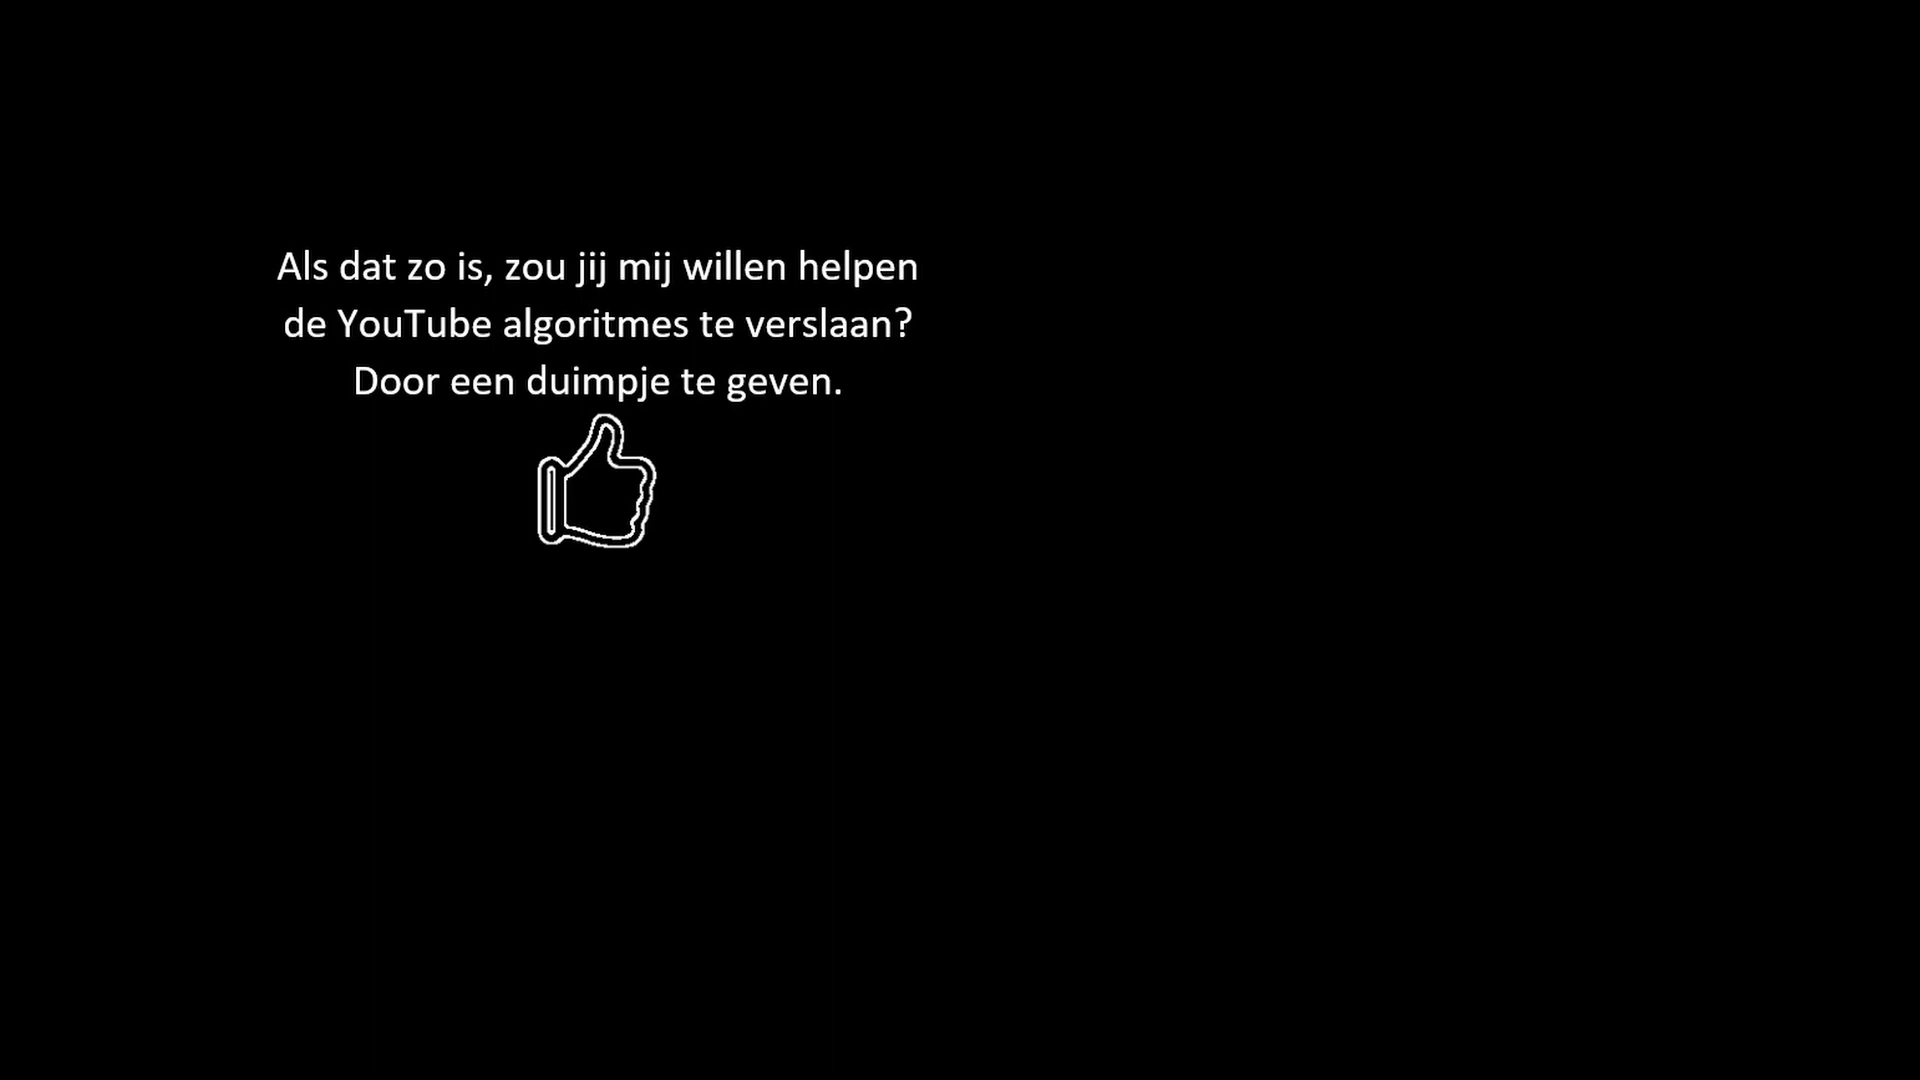 Als dat zo is, zou jij mij willen helpen
de YouTube algoritmes te verslaan?
Door een duimpje te geven.